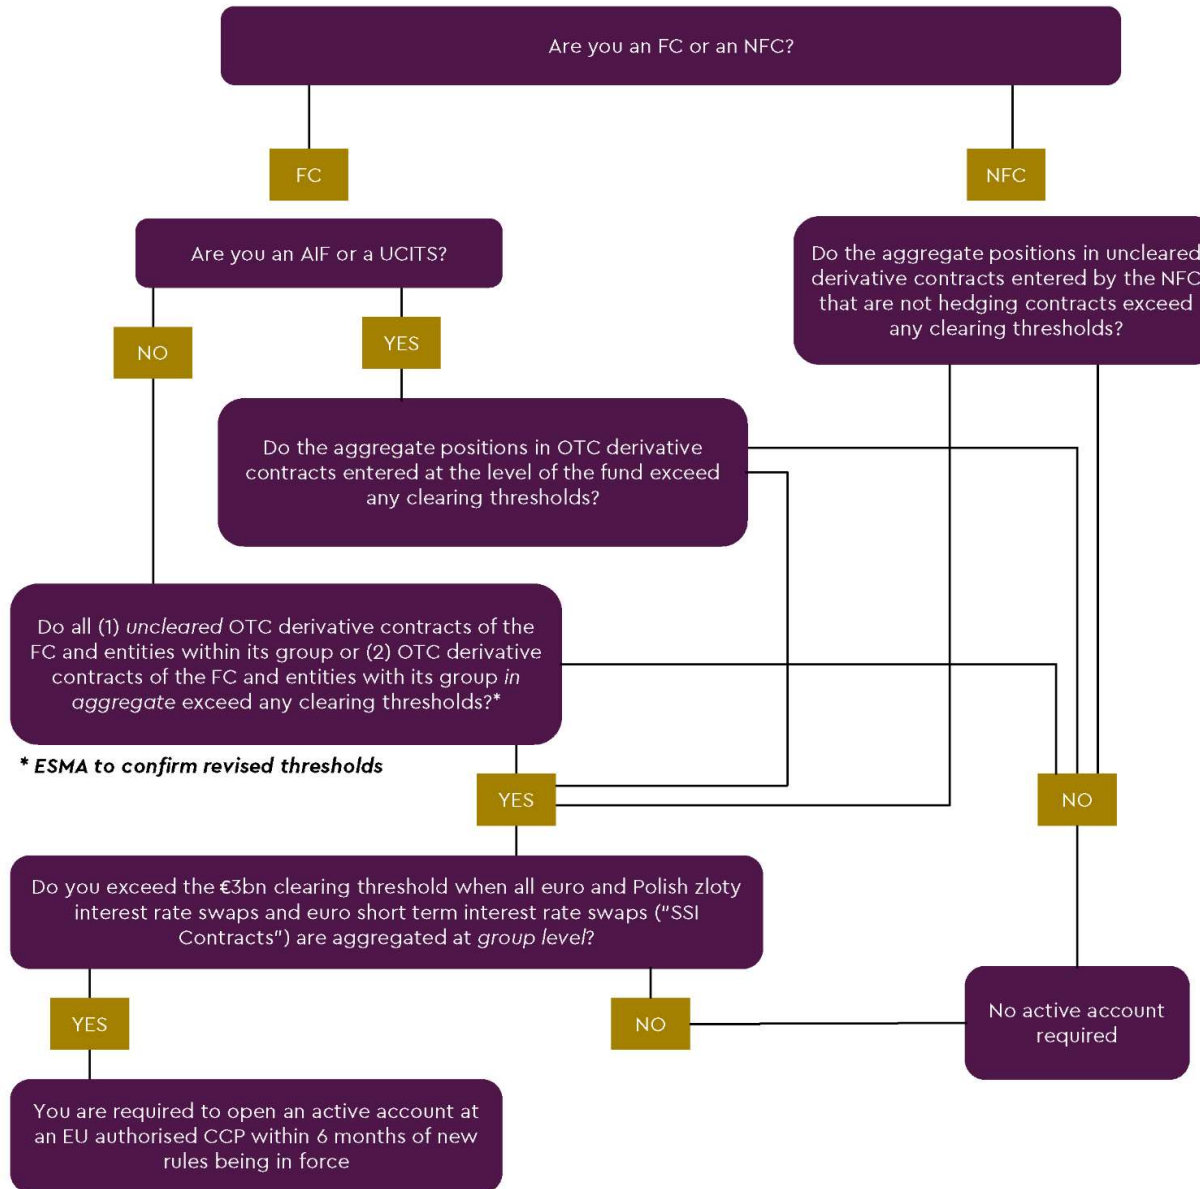 Are you an FC or an NFC?
FC
NFC
Are you an AIF or a UCITS?
Do the aggregate positions in uncleared
derivative contracts entered by the NFC
that are not hedging contracts exceed
any clearing thresholds?
NO
YES
Do the aggregate positions in OTC derivative
contracts entered at the level of the fund exceed
any clearing thresholds?
Do all (1) uncleared OTC derivative contracts of the
FC and entities within its group or (2) OTC derivative
contracts of the FC and entities with its group in
aggregate exceed any clearing thresholds?*
* ESMA to confirm revised thresholds
YES
NO
Do you exceed the €3bn clearing threshold when all euro and Polish zloty
interest rate swaps and euro short term interest rate swaps ("SSI
Contracts") are aggregated at group level?
YES
NO
No active account
required
You are required to open an active account at
an EU authorised CCP within 6 months of new
rules being in force